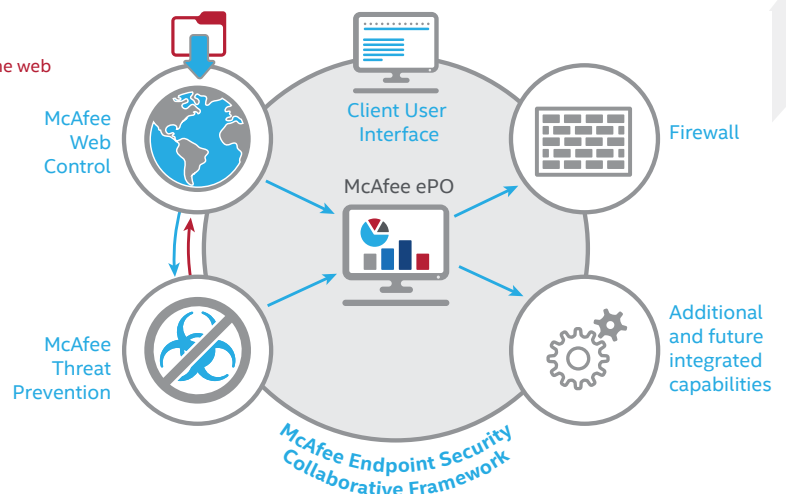 he web
McAfee
Web
Control
Client User
Interface
Firewall
McAfee ePO
McAfee
Threat
Prevention
Additional
and future
integrated
capabilities
McAfee Endpoint Security
Collaborative Framework